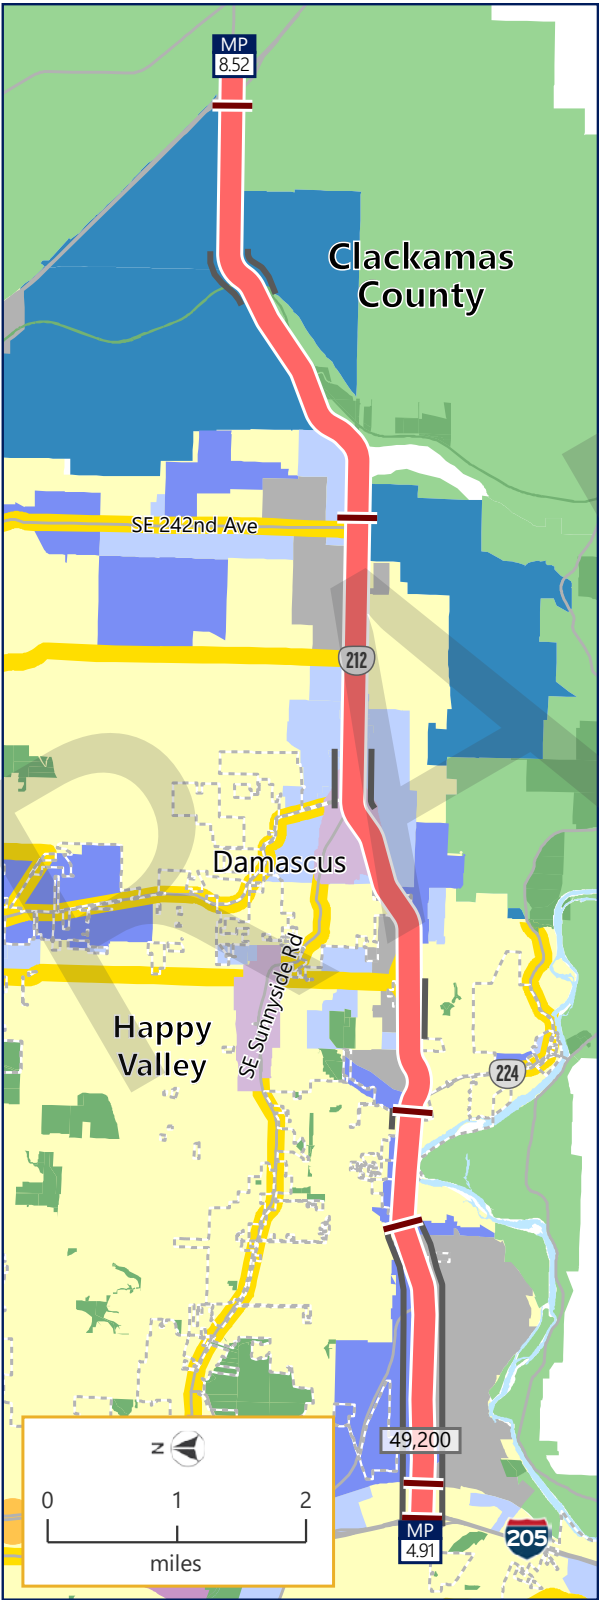 MP
8.52
Clackamas
County
SE 242nd Ave
212
Damascus
SE Sunnyside Rd
Happy
Valley
224
49,200
N
0 1 2
miles
MP
4.91
205